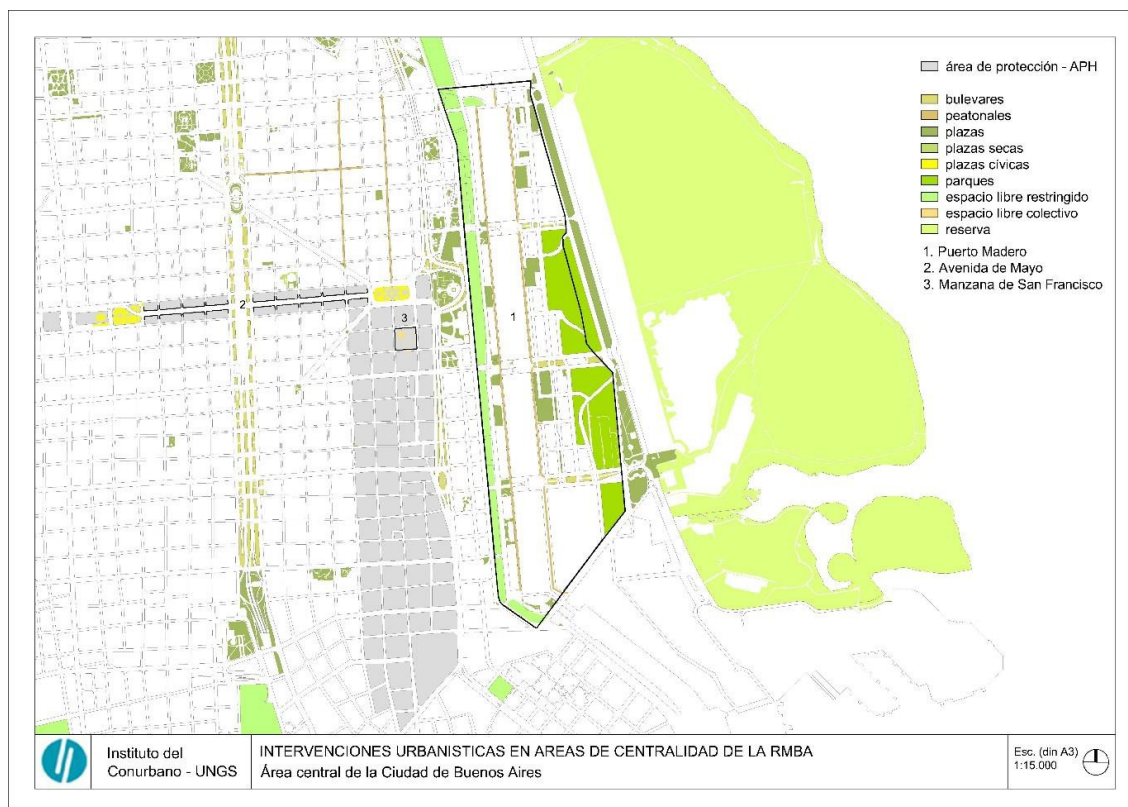 área de protección - APH
bulevares
peatonales
plazas
plazas secas
plazas cívicas
parques
espacio libre restringido
espacio libre colectivo
reserva
1. Puerto Madero
2. Avenida de Mayo
3. Manzana de San Francisco
2
3
1
Instituto del
Conurbano - UNGS
INTERVENCIONES URBANISTICAS EN AREAS DE CENTRALIDAD DE LA RMBA
Área central de la Ciudad de Buenos Aires
Esc. (din A3)
1:15.000